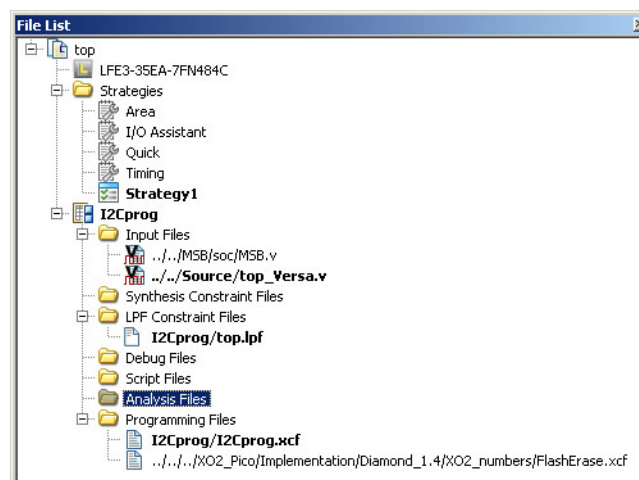 File List
top
LFE3-35EA-7FN484C
Strategies
Area
I/O Assistant
Quick
Timing
Strategy1
I2Cprog
Input Files
../../MSB/soc/MSB.v
../../Source/top_Versa.v
Synthesis Constraint Files
LPF Constraint Files
I2Cprog/top.lpf
Debug Files
Script Files
Analysis Files
Programming Files
I2Cprog/I2Cprog.xcf
../../../XO2_Pico/Implementation/Diamond_1.4/XO2_numbers/FlashErase.xcf